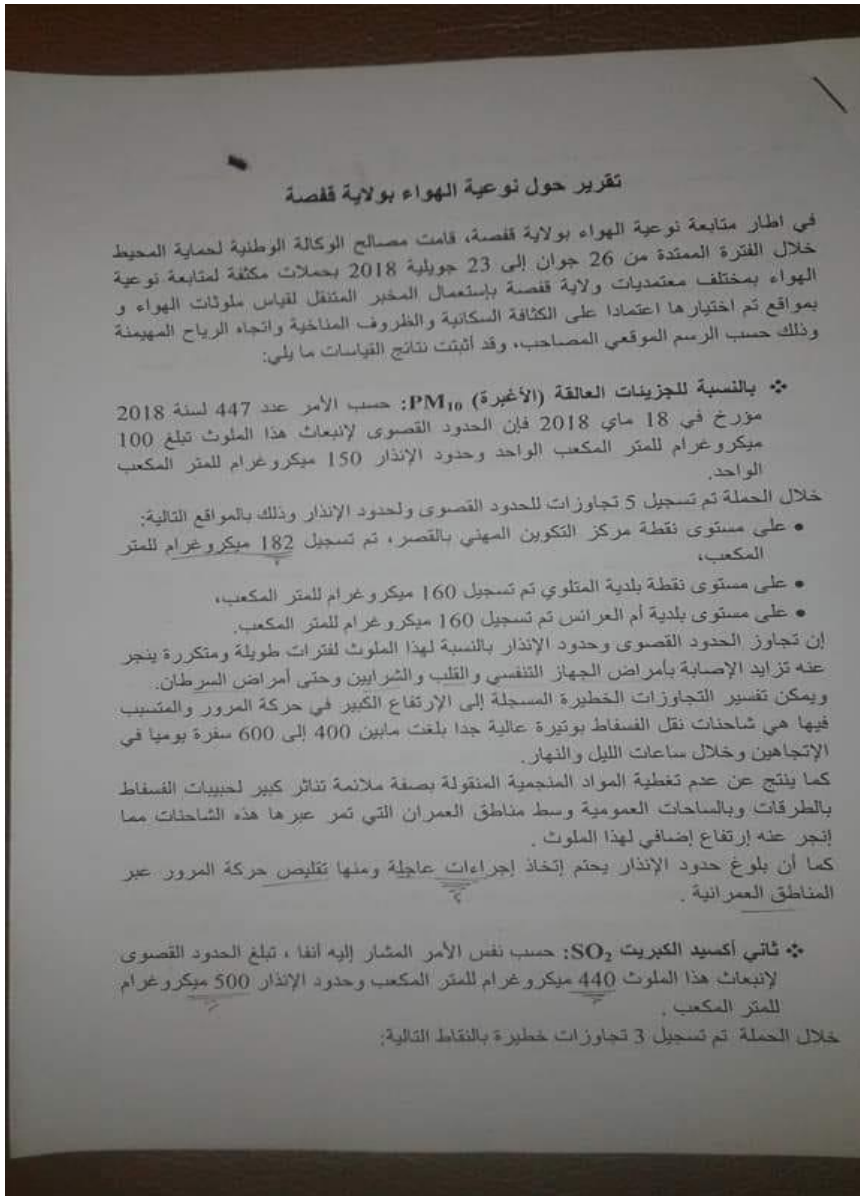 تقرير حول نوعية الهواء بولاية قفصة
في اطار متابعة نوعية الهواء بولاية قفصة، قامت مصالح الوكالة الوطنية لحماية المحيط
خلال الفترة الممتدة من 26 جوان إلى 23 جويلية 2018 بحملات مكثفة لمتابعة نوعية
الهواء بمختلف معتمديات ولاية قفصة بإستعمال المخبر المتنقل لقياس ملوثات الهواء و
بمواقع تم اختيارها اعتمادا على الكثافة السكانية والظروف المناخية واتجاه الرياح المهيمنة
وذلك حسب الرسم الموقعي المصاحب، وقد أثبتت نتائج القياسات ما يلي:
❖ بالنسبة للجزيئات العالقة (الأغبرة) PM₁₀: حسب الأمر عدد 447 لسنة 2018
مؤرخ في 18 ماي 2018 فإن الحدود القصوى لإنبعاث هذا الملوث تبلغ 100
ميكروغرام للمتر المكعب الواحد وحدود الإنذار 150 ميكروغرام للمتر المكعب
الواحد.
خلال الحملة تم تسجيل 5 تجاوزات للحدود القصوى ولحدود الإنذار وذلك بالمواقع التالية:
• على مستوى نقطة مركز التكوين المهني بالقصر، تم تسجيل 182 ميكروغرام للمتر
المكعب،
• على مستوى نقطة بلدية المتلوي تم تسجيل 160 ميكروغرام للمتر المكعب،
• على مستوى بلدية أم العرائس تم تسجيل 160 ميكروغرام للمتر المكعب.
إن تجاوز الحدود القصوى وحدود الإنذار بالنسبة لهذا الملوث لفترات طويلة ومتكررة ينجر
عنه تزايد الإصابة بأمراض الجهاز التنفسي والقلب والشرايين وحتى أمراض السرطان.
ويمكن تفسير التجاوزات الخطيرة المسجلة إلى الإرتفاع الكبير في حركة المرور والمتسبب
فيها هي شاحنات نقل الفسفاط بوتيرة عالية جدا بلغت مابين 400 إلى 600 سفرة يوميا في
الإتجاهين وخلال ساعات الليل والنهار.
كما ينتج عن عدم تغطية المواد المنجمية المنقولة بصفة ملائمة تناثر كبير لحبيبات الفسفاط
بالطرقات وبالساحات العمومية وسط مناطق العمران التي تمر عبرها هذه الشاحنات مما
إنجر عنه إرتفاع إضافي لهذا الملوث .
كما أن بلوغ حدود الإنذار يحتم إتخاذ إجراءات عاجلة ومنها تقليص حركة المرور عبر
المناطق العمرانية .
❖ ثاني أكسيد الكبريت SO₂: حسب نفس الأمر المشار إليه أنفا ، تبلغ الحدود القصوى
لإنبعاث هذا الملوث 440 ميكروغرام للمتر المكعب وحدود الإنذار 500 ميكروغرام
للمتر المكعب .
خلال الحملة تم تسجيل 3 تجاوزات خطيرة بالنقاط التالية: